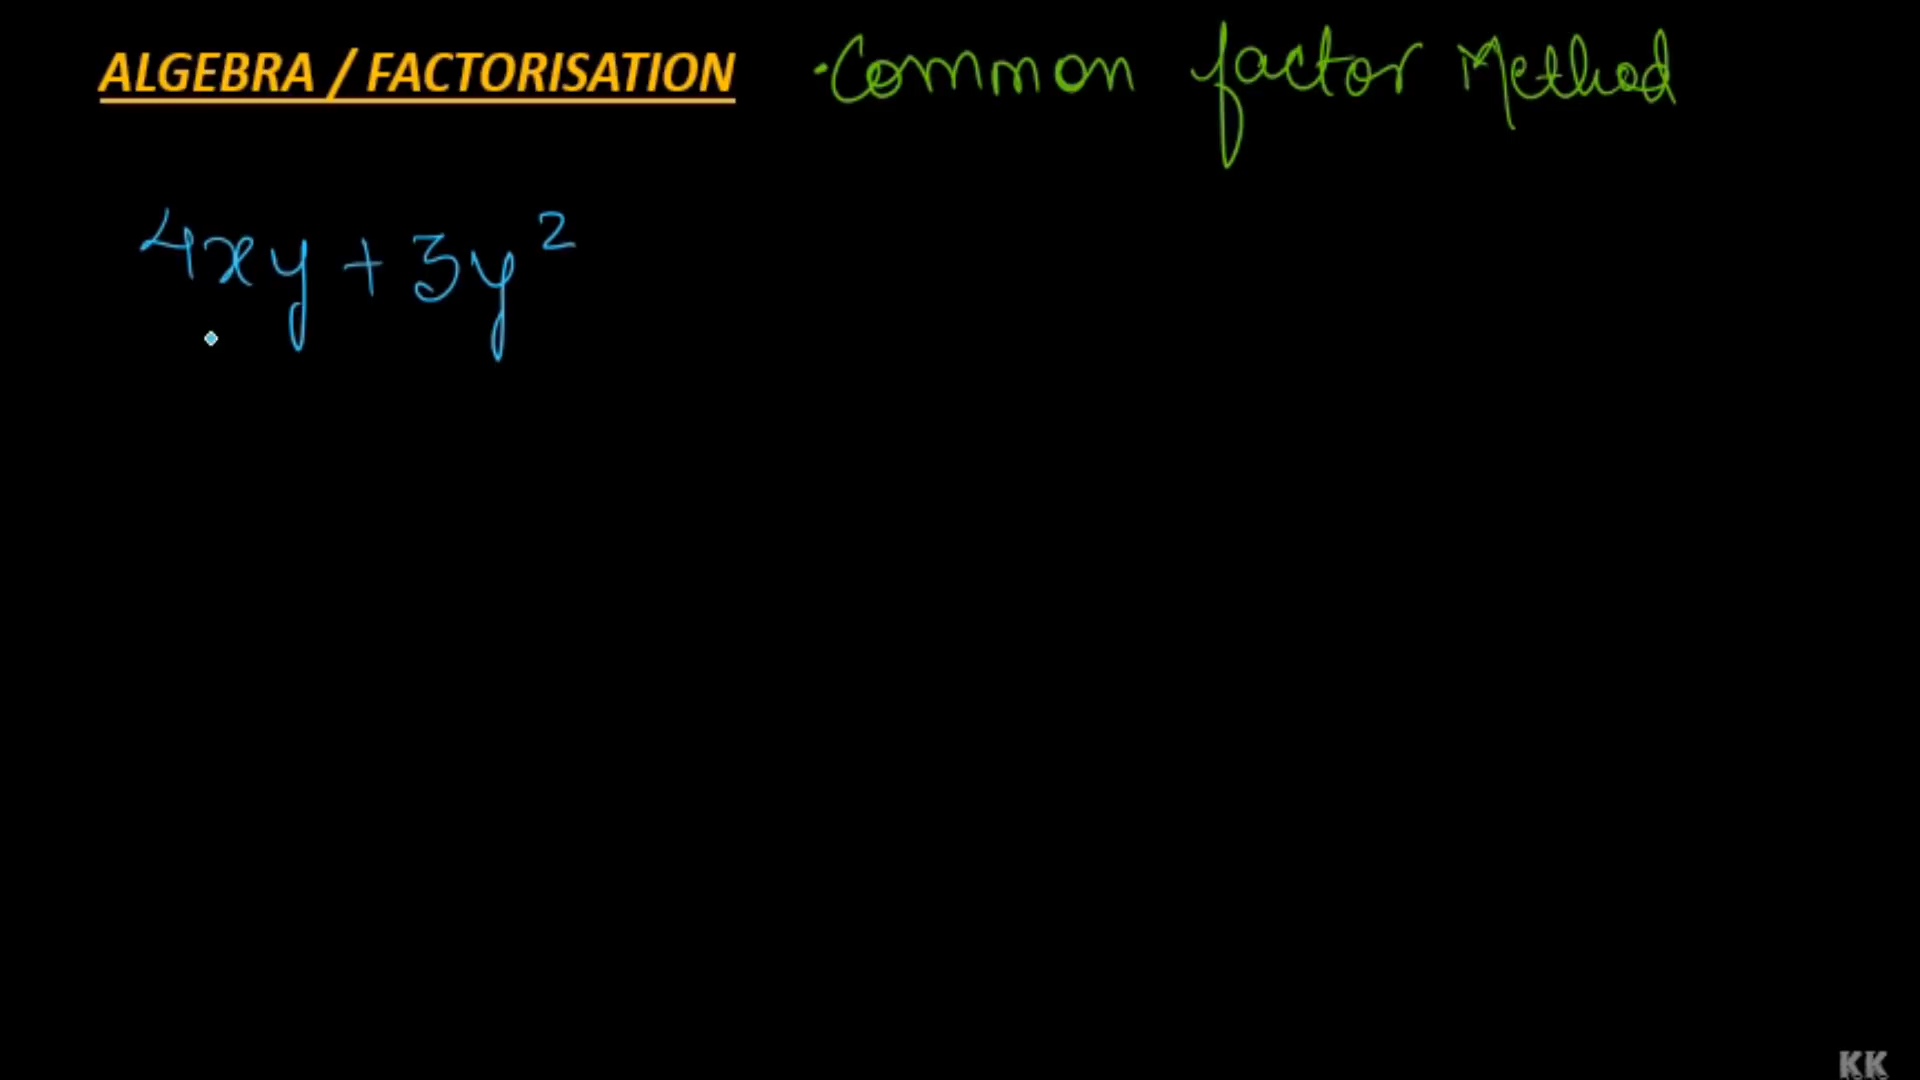 ALGEBRA / FACTORISATION
·Common factor Method
4xy + 3y²
KK